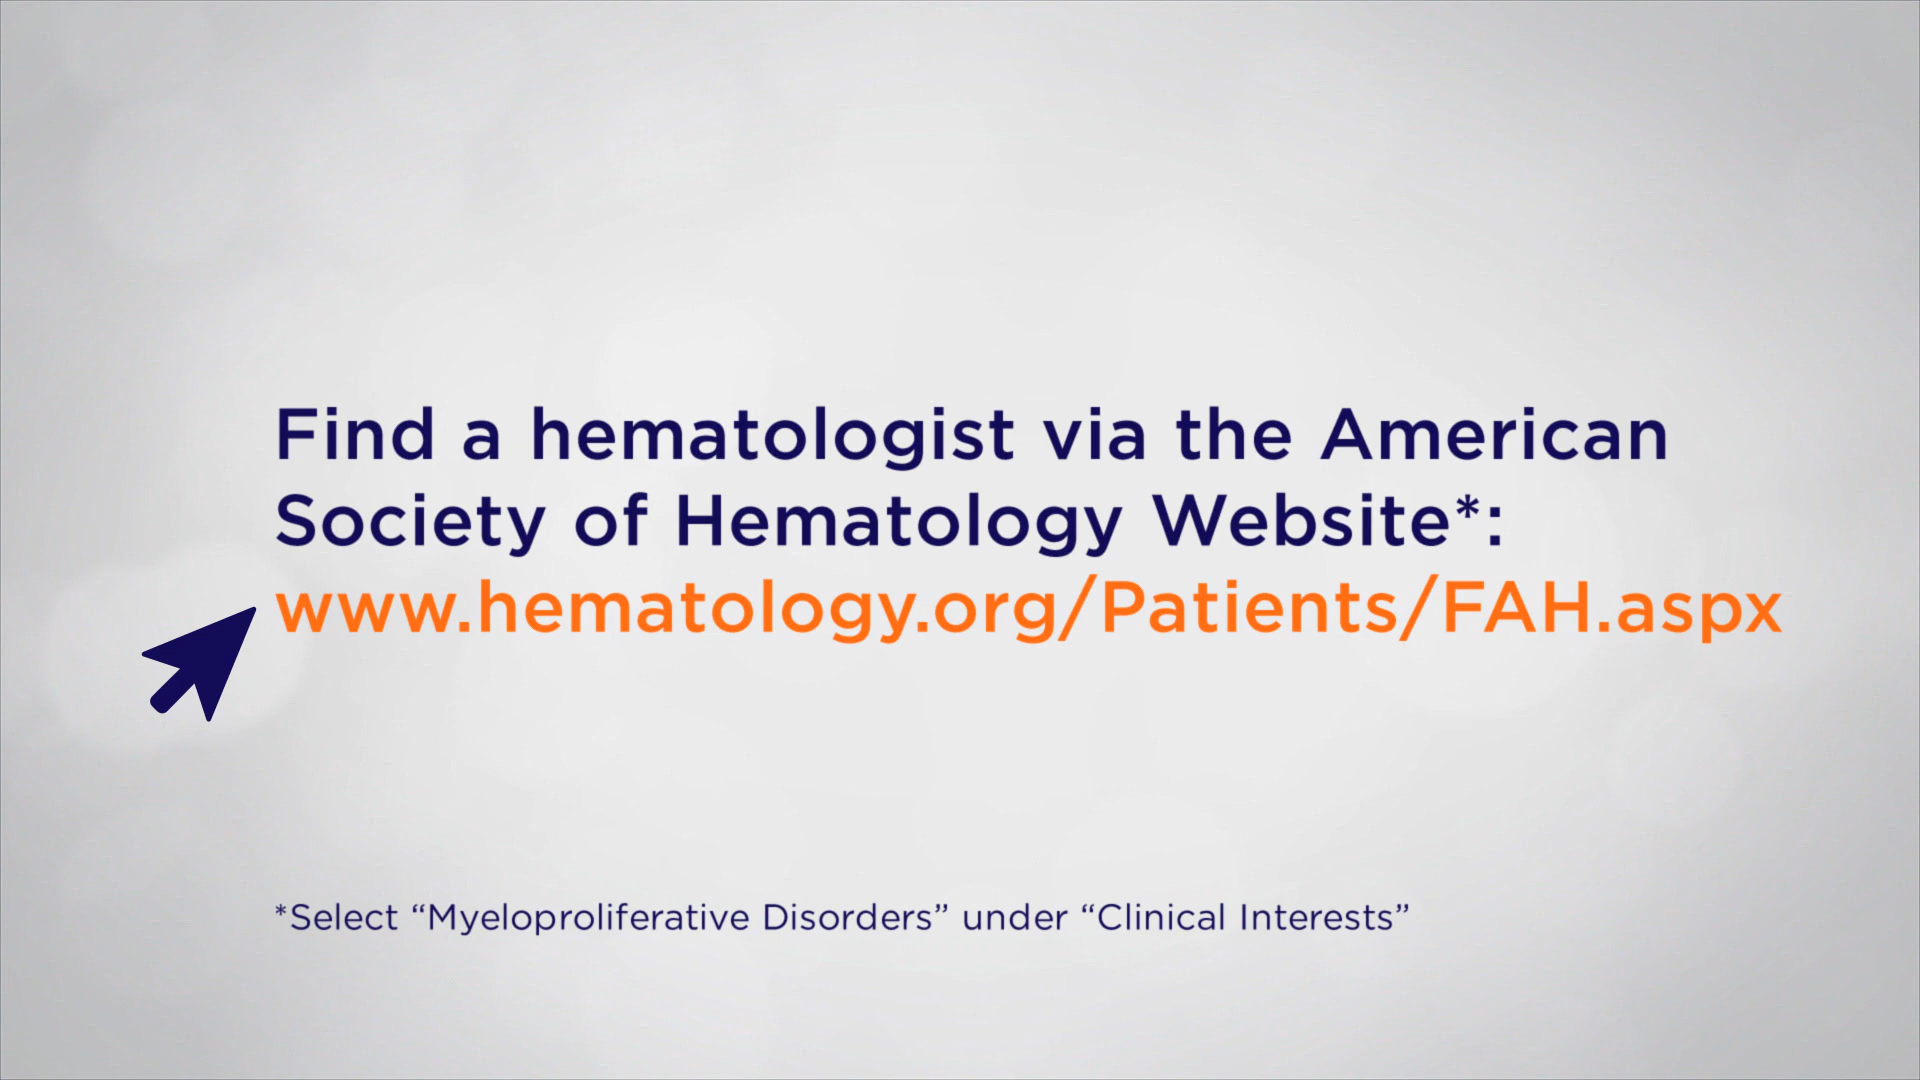 Find a hematologist via the American
Society of Hematology Website*:
www.hematology.org/Patients/FAH.aspx
*Select “Myeloproliferative Disorders” under “Clinical Interests”